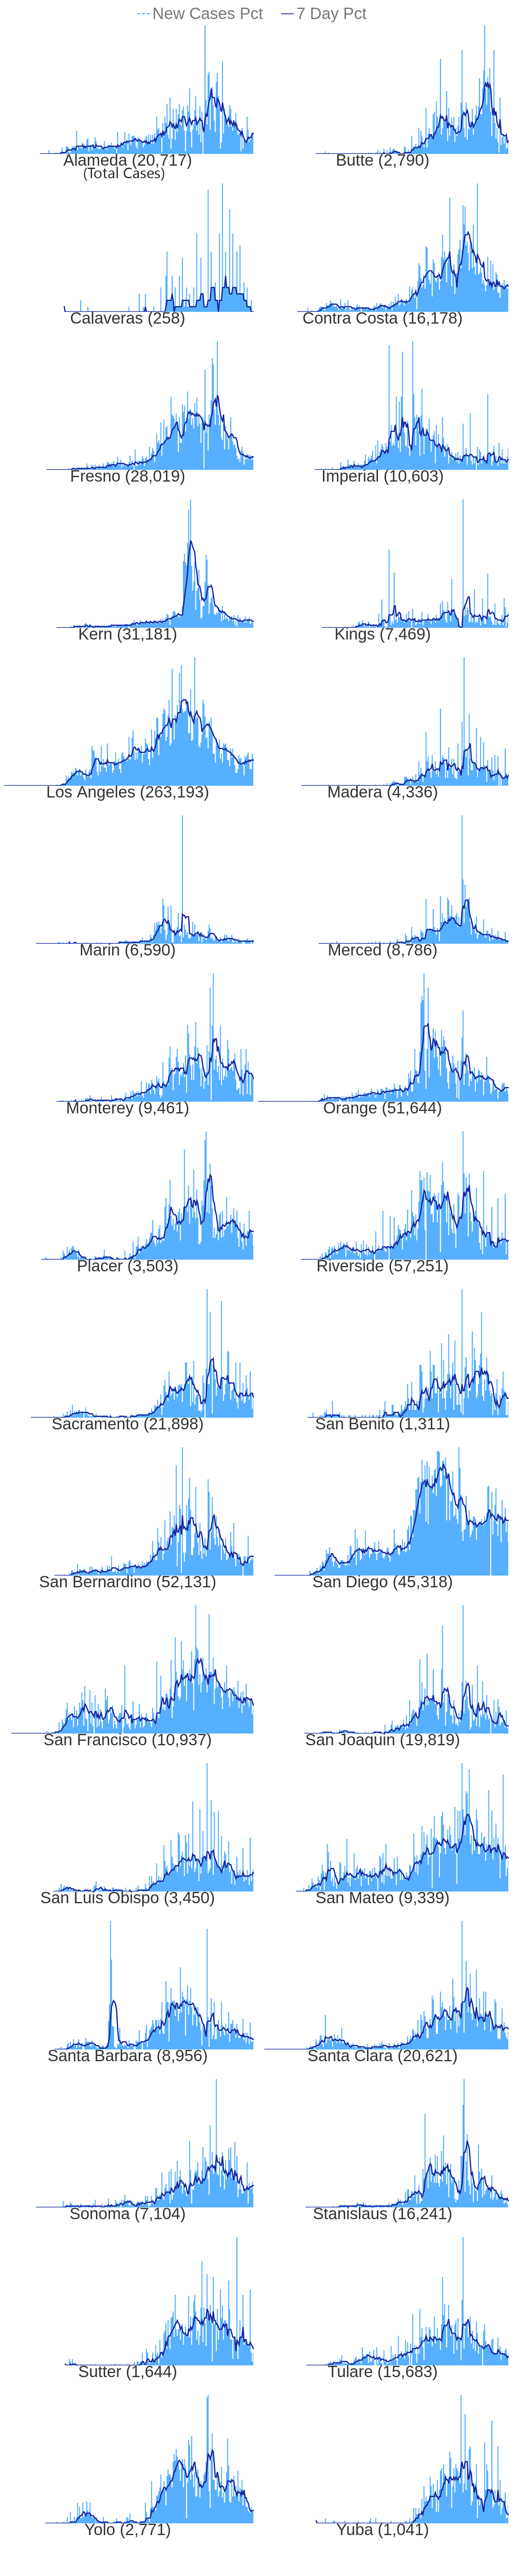 New Cases Pct 7 Day Pct
Alameda (20,717) Butte (2,790)
(Total Cases)
Calaveras (258) Contra Costa (16,178)
Fresno (28,019) Imperial (10,603)
Kern (31,181) Kings (7,469)
Los Angeles (263,193) Madera (4,336)
Marin (6,590) Merced (8,786)
Monterey (9,461) Orange (51,644)
Placer (3,503) Riverside (57,251)
Sacramento (21,898) San Benito (1,311)
San Bernardino (52,131) San Diego (45,318)
San Francisco (10,937) San Joaquin (19,819)
San Luis Obispo (3,450) San Mateo (9,339)
Santa Barbara (8,956) Santa Clara (20,621)
Sonoma (7,104) Stanislaus (16,241)
Sutter (1,644) Tulare (15,683)
Yolo (2,771) Yuba (1,041)